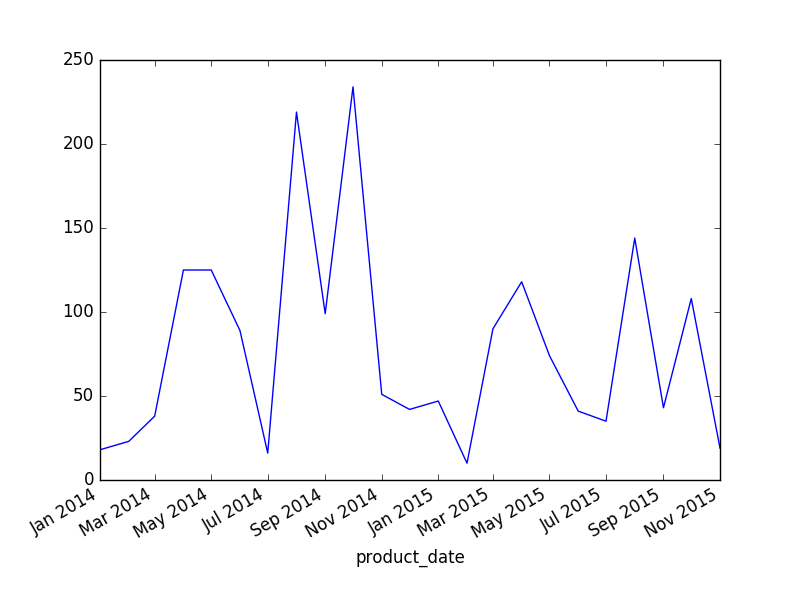 250
200
150
100
50
0
Jan 2014
Mar 2014
May 2014
Jul 2014
Sep 2014
Nov 2014
Jan 2015
Mar 2015
May 2015
Jul 2015
Sep 2015
Nov 2015
product_date